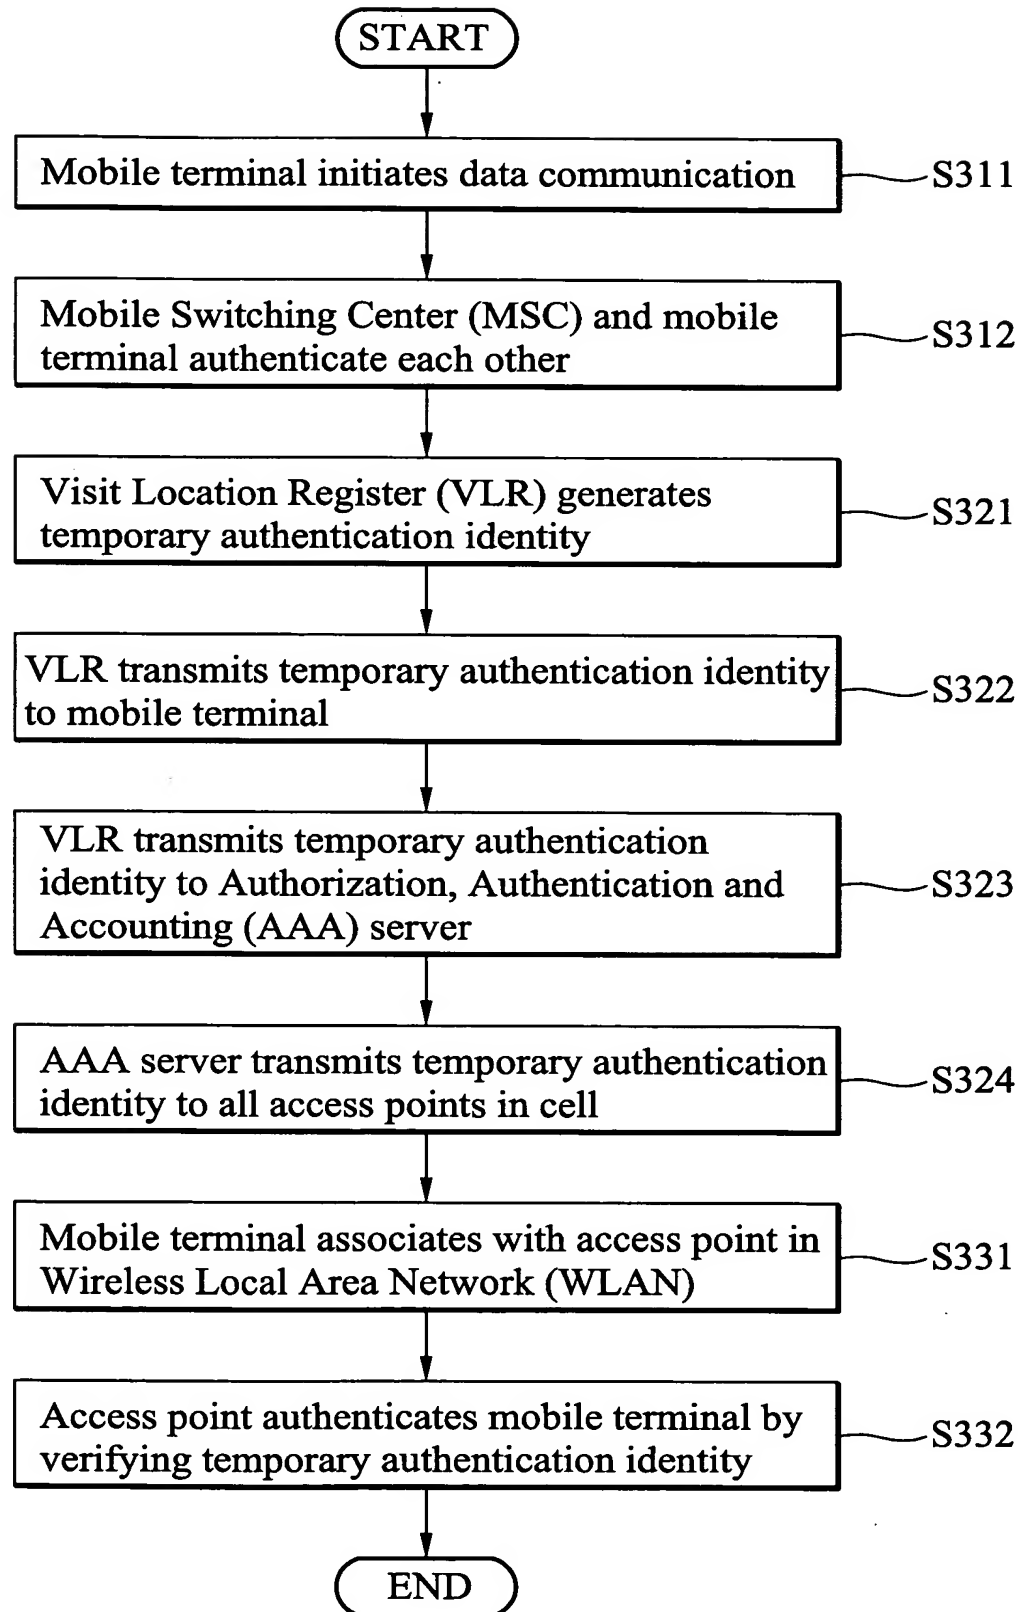 START
Mobile terminal initiates data communication
S311
Mobile Switching Center (MSC) and mobile
terminal authenticate each other
S312
Visit Location Register (VLR) generates
temporary authentication identity
S321
VLR transmits temporary authentication identity
to mobile terminal
S322
VLR transmits temporary authentication
identity to Authorization, Authentication and
Accounting (AAA) server
S323
AAA server transmits temporary authentication
identity to all access points in cell
S324
Mobile terminal associates with access point in
Wireless Local Area Network (WLAN)
S331
Access point authenticates mobile terminal by
verifying temporary authentication identity
S332
END